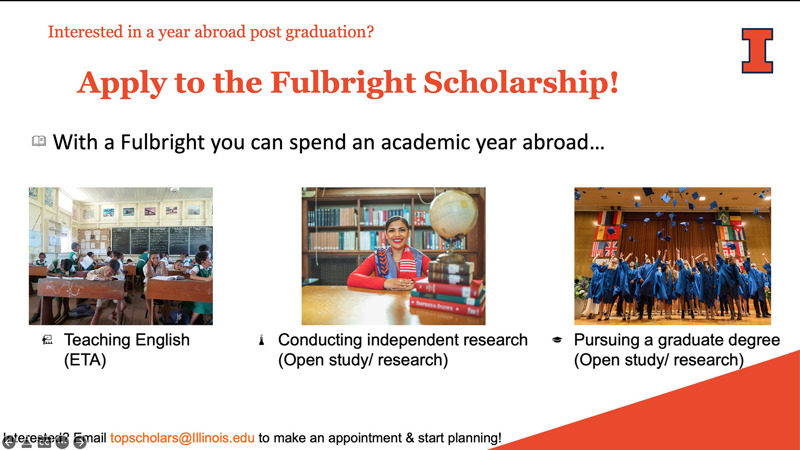 Interested in a year abroad post graduation?
Apply to the Fulbright Scholarship!
With a Fulbright you can spend an academic year abroad…
Teaching English
(ETA)
Conducting independent research
(Open study/ research)
Pursuing a graduate degree
(Open study/ research)
Interested? Email topscholars@Illinois.edu to make an appointment & start planning!